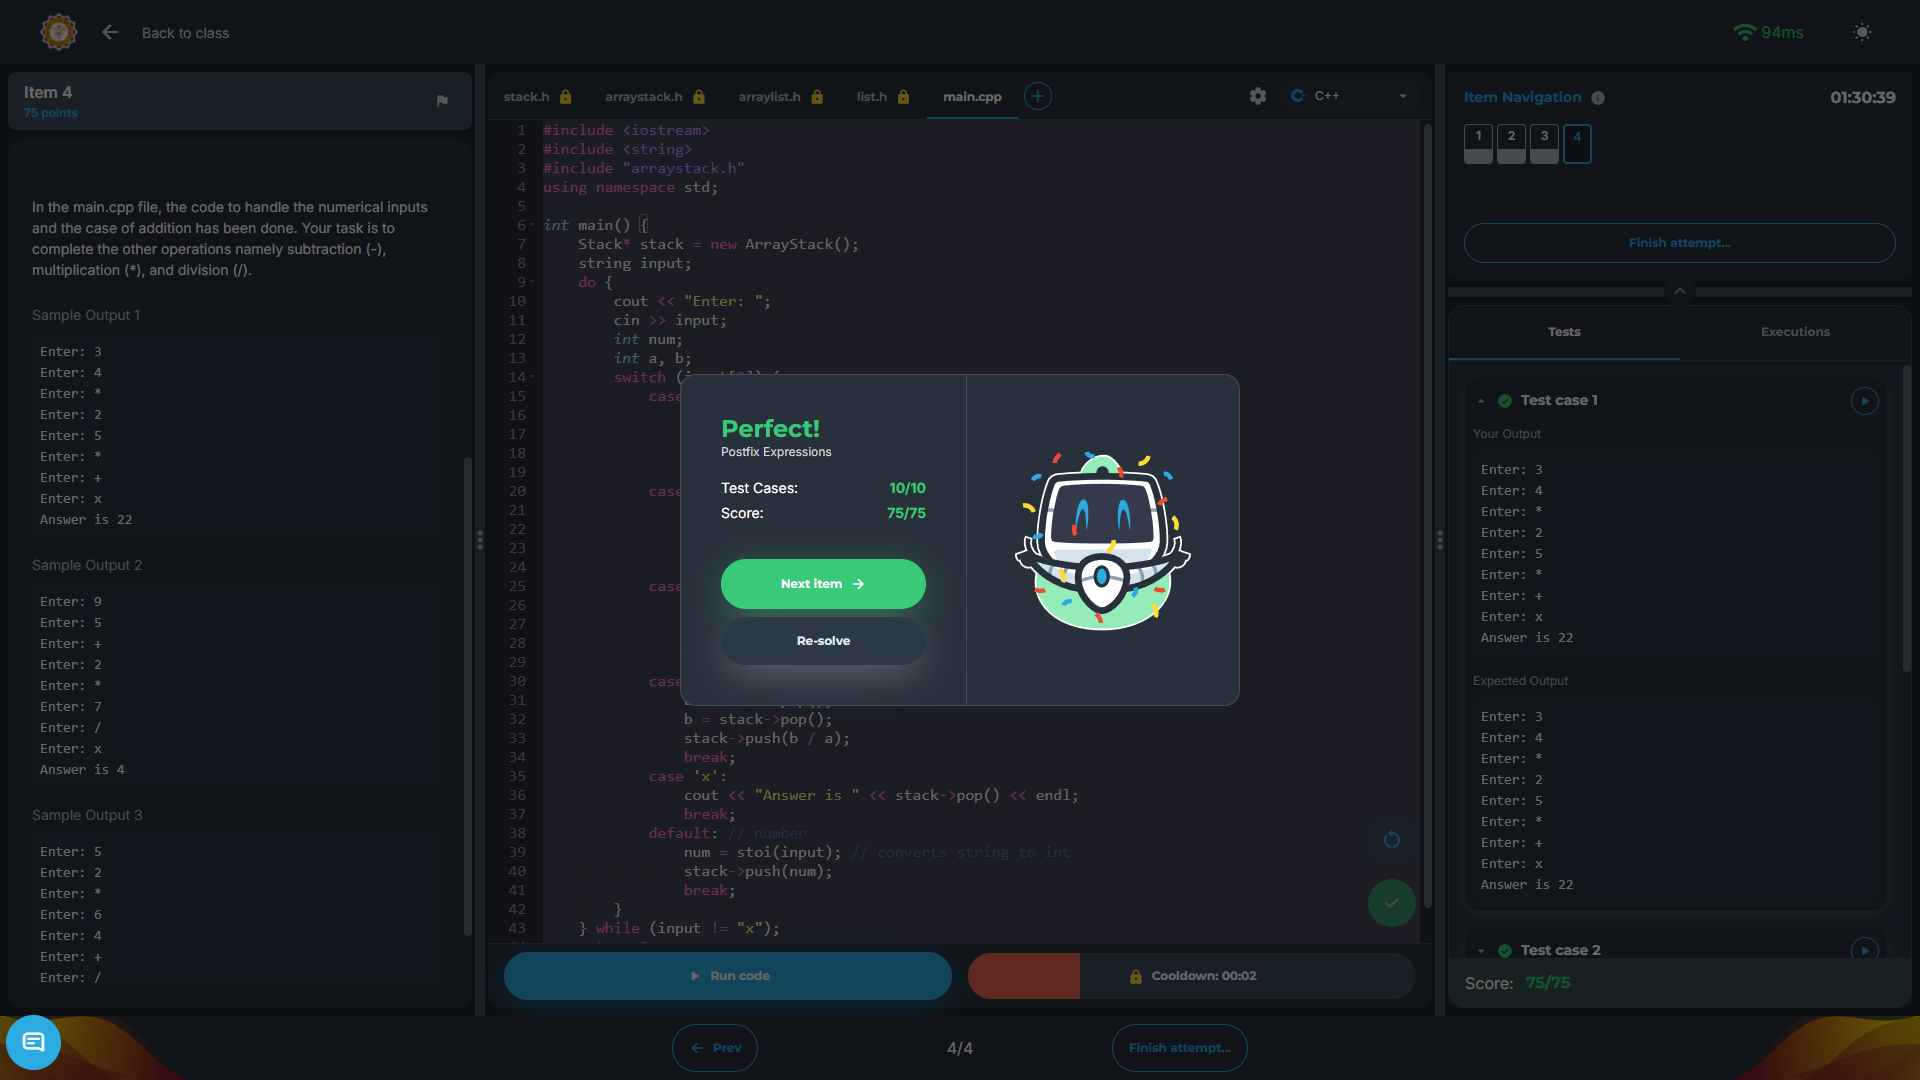 Back to class
94ms
Item 4
75 points
In the main.cpp file, the code to handle the numerical inputs
and the case of addition has been done. Your task is to
complete the other operations namely subtraction (-),
multiplication (*), and division (/).
Sample Output 1
Enter: 3
Enter: 4
Enter: *
Enter: 2
Enter: 5
Enter: *
Enter: +
Enter: x
Answer is 22
Sample Output 2
Enter: 9
Enter: 5
Enter: +
Enter: 2
Enter: *
Enter: 7
Enter: /
Enter: x
Answer is 4
Sample Output 3
Enter: 5
Enter: 2
Enter: *
Enter: 6
Enter: 4
Enter: +
Enter: /
stack.h
arraystack.h
arraylist.h
list.h
main.cpp
C++
1 #include <iostream>
2 #include <string>
3 #include "arraystack.h"
4 using namespace std;
5
6 int main() {
7 Stack* stack = new ArrayStack();
8 string input;
9 do {
10 cout << "Enter: ";
11 cin >> input;
12 int num;
13 int a, b;
14 switch
15 case
16
17
18
19
20 case
21
22
23
24
25 case
26
27
28
29
30 case
31
32 b = stack->pop();
33 stack->push(b / a);
34 break;
35 case 'x':
36 cout << "Answer is " << stack->pop() << endl;
37 break;
38 default: // number
39 num = stoi(input); // converts string to int
40 stack->push(num);
41 break;
42 }
43 } while (input != "x");
Perfect!
Postfix Expressions
Test Cases: 10/10
Score: 75/75
Next item
Re-solve
Run code
Cooldown: 00:02
Prev
4/4
Finish attempt...
Item Navigation
01:30:39
1 2 3 4
Finish attempt...
Tests
Executions
Test case 1
Your Output
Enter: 3
Enter: 4
Enter: *
Enter: 2
Enter: 5
Enter: *
Enter: +
Enter: x
Answer is 22
Expected Output
Enter: 3
Enter: 4
Enter: *
Enter: 2
Enter: 5
Enter: *
Enter: +
Enter: x
Answer is 22
Test case 2
Score: 75/75